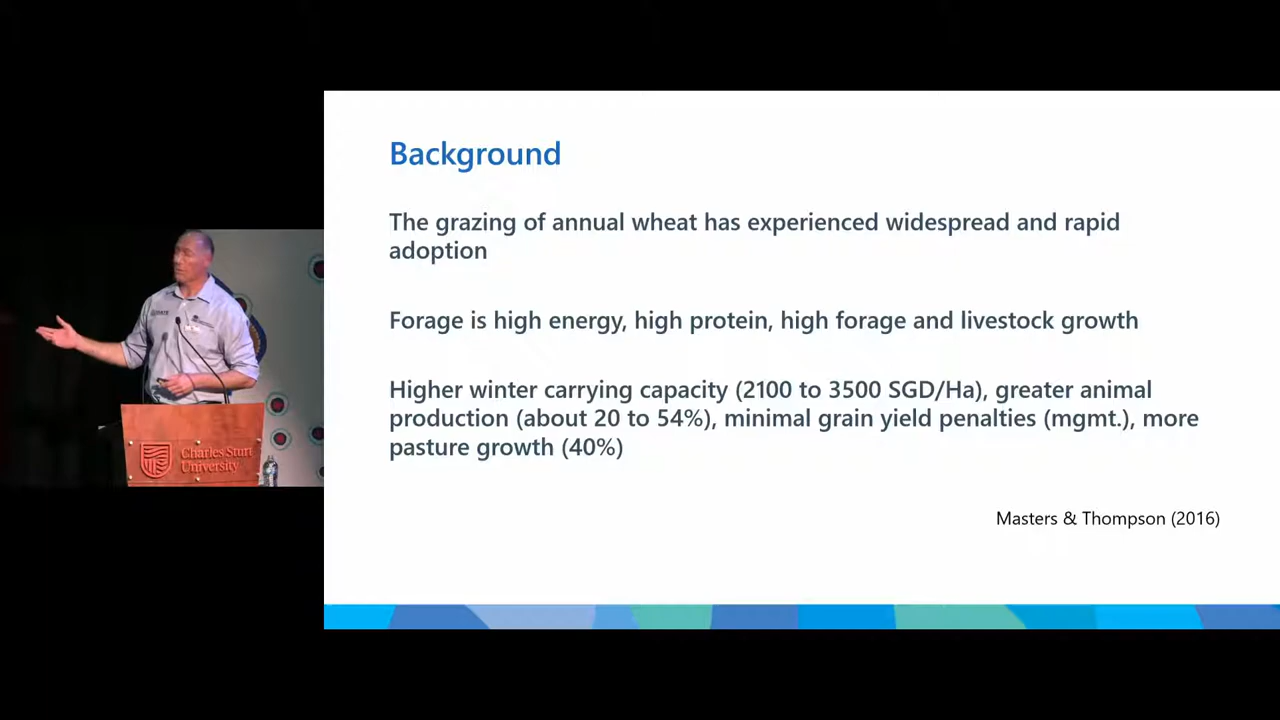 Background
The grazing of annual wheat has experienced widespread and rapid
adoption
Forage is high energy, high protein, high forage and livestock growth
Higher winter carrying capacity (2100 to 3500 SGD/Ha), greater animal
production (about 20 to 54%), minimal grain yield penalties (mgmt.), more
pasture growth (40%)
Masters & Thompson (2016)
Charles Sturt
University